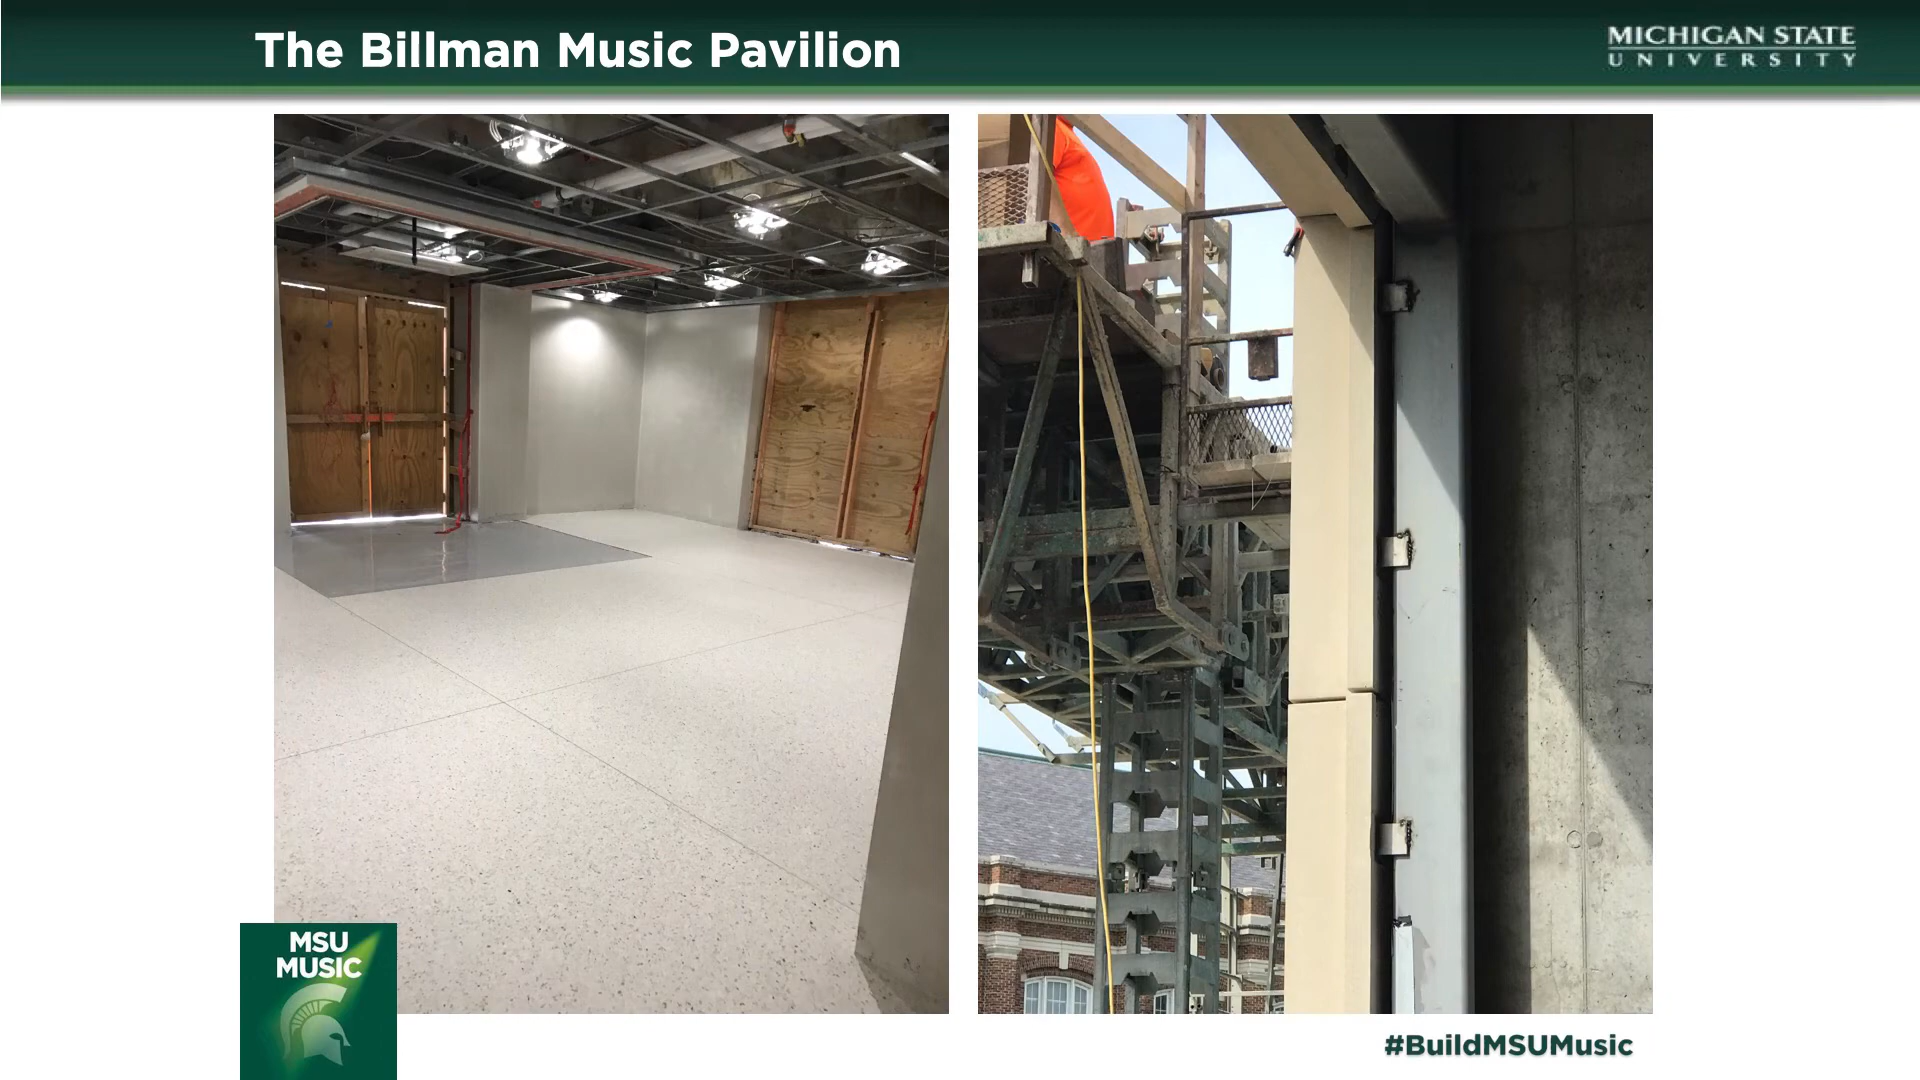 The Billman Music Pavilion
MICHIGAN STATE
UNIVERSITY
MSU
MUSIC
#BuildMSUMusic